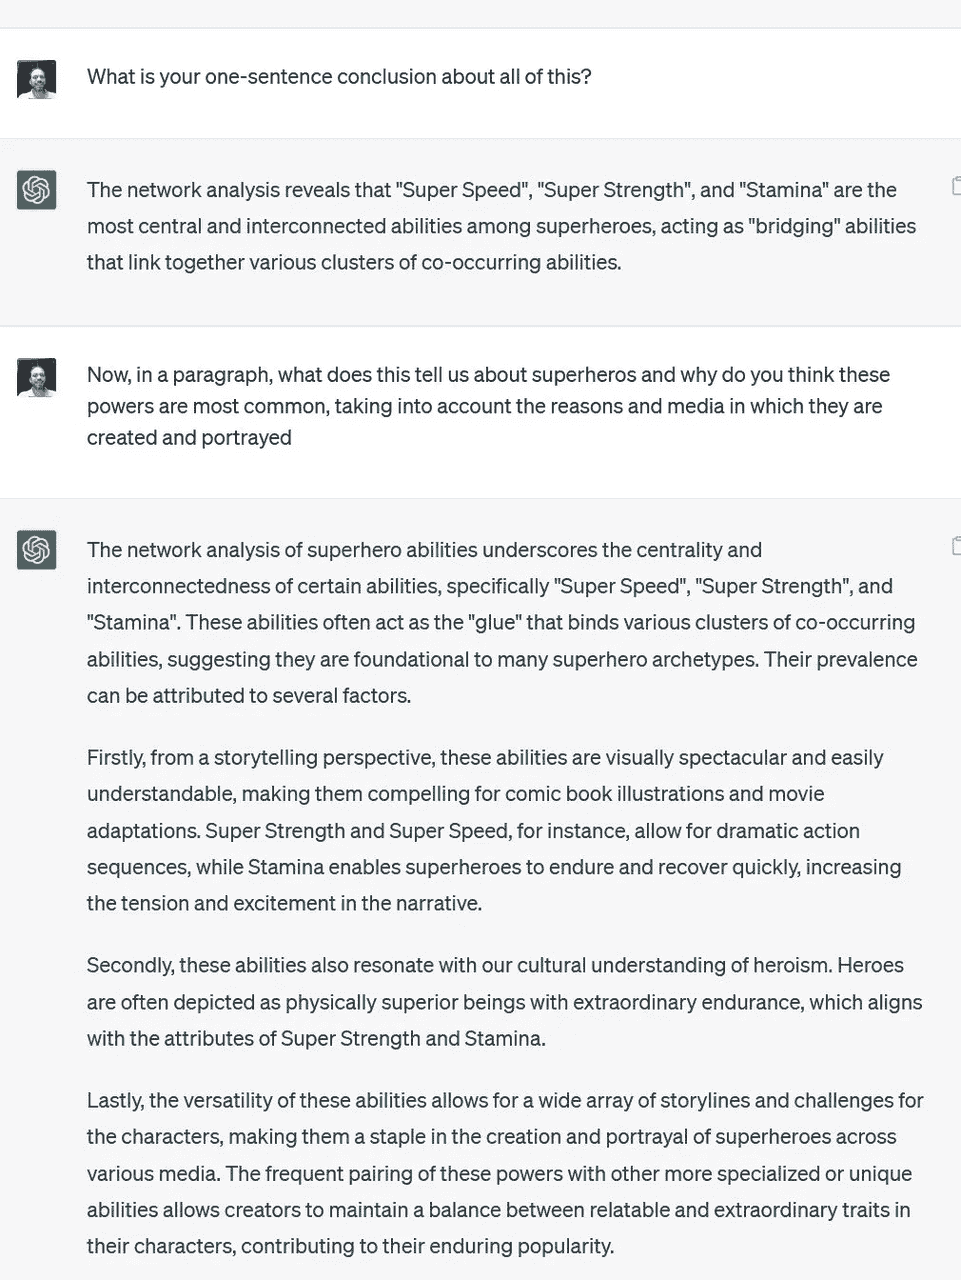 What is your one-sentence conclusion about all of this?
The network analysis reveals that "Super Speed", "Super Strength", and "Stamina" are the
most central and interconnected abilities among superheroes, acting as "bridging" abilities
that link together various clusters of co-occurring abilities.
Now, in a paragraph, what does this tell us about superheros and why do you think these
powers are most common, taking into account the reasons and media in which they are
created and portrayed
The network analysis of superhero abilities underscores the centrality and
interconnectedness of certain abilities, specifically "Super Speed", "Super Strength", and
"Stamina". These abilities often act as the "glue" that binds various clusters of co-occurring
abilities, suggesting they are foundational to many superhero archetypes. Their prevalence
can be attributed to several factors.
Firstly, from a storytelling perspective, these abilities are visually spectacular and easily
understandable, making them compelling for comic book illustrations and movie
adaptations. Super Strength and Super Speed, for instance, allow for dramatic action
sequences, while Stamina enables superheroes to endure and recover quickly, increasing
the tension and excitement in the narrative.
Secondly, these abilities also resonate with our cultural understanding of heroism. Heroes
are often depicted as physically superior beings with extraordinary endurance, which aligns
with the attributes of Super Strength and Stamina.
Lastly, the versatility of these abilities allows for a wide array of storylines and challenges for
the characters, making them a staple in the creation and portrayal of superheroes across
various media. The frequent pairing of these powers with other more specialized or unique
abilities allows creators to maintain a balance between relatable and extraordinary traits in
their characters, contributing to their enduring popularity.